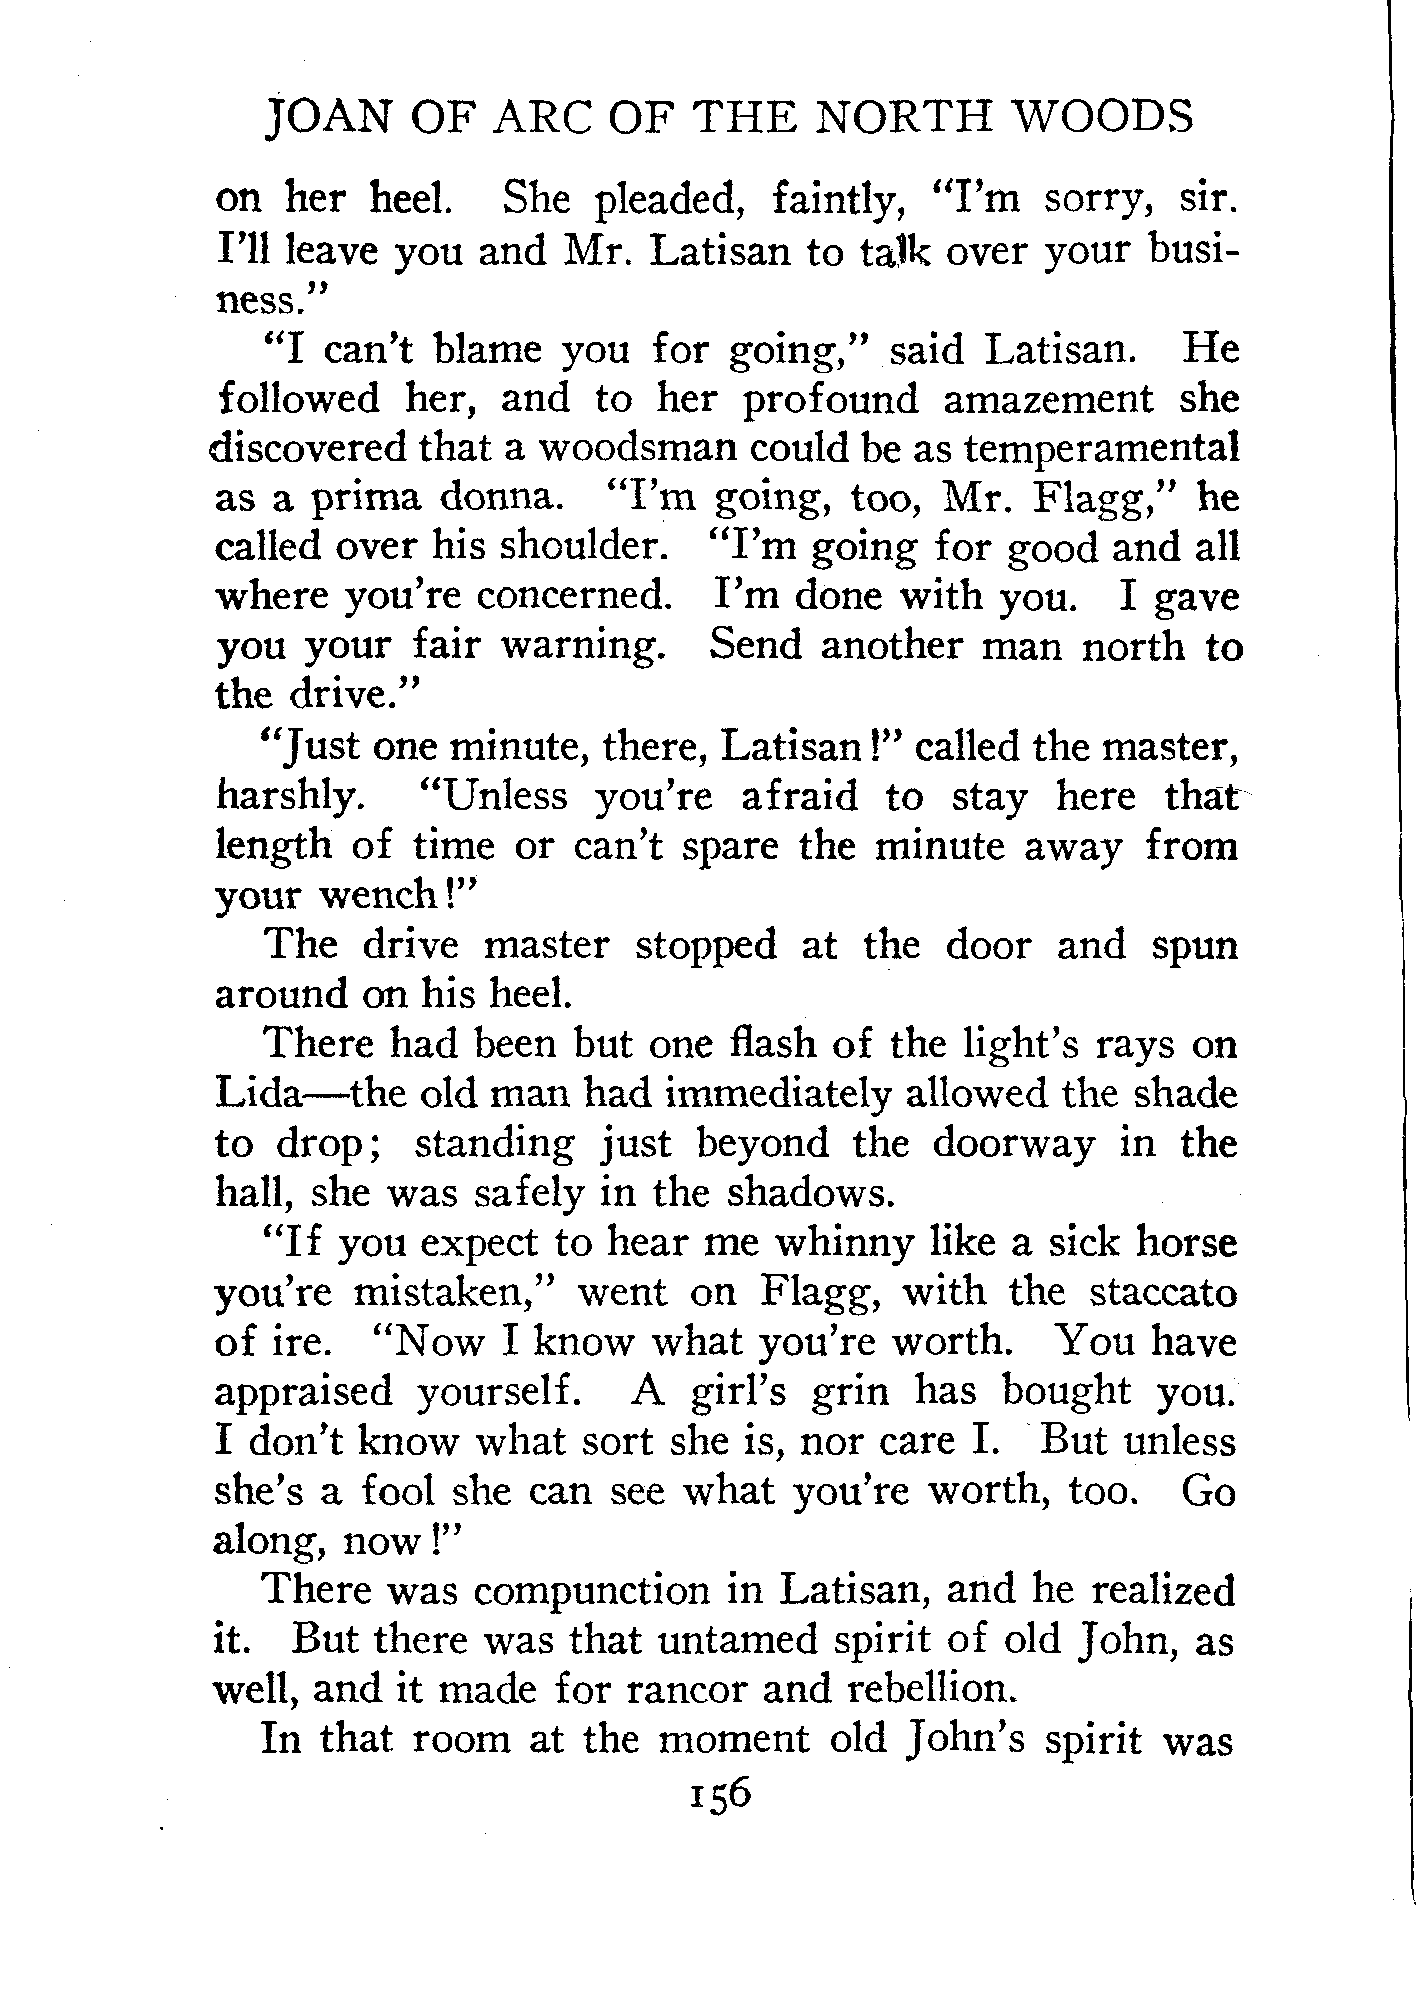 JOAN OF ARC OF THE NORTH WOODS
on her heel. She pleaded, faintly, "I'm sorry, sir.
I'll leave you and Mr. Latisan to talk over your busi-
ness."
"I can't blame you for going," said Latisan. He
followed her, and to her profound amazement she
discovered that a woodsman could be as temperamental
as a prima donna. "I'm going, too, Mr. Flagg," he
called over his shoulder. "I'm going for good and all
where you're concerned. I'm done with you. I gave
you your fair warning. Send another man north to
the drive."
"Just one minute, there, Latisan!" called the master,
harshly. "Unless you're afraid to stay here that
length of time or can't spare the minute away from
your wench!"
The drive master stopped at the door and spun
around on his heel.
There had been but one flash of the light's rays on
Lida—the old man had immediately allowed the shade
to drop; standing just beyond the doorway in the
hall, she was safely in the shadows.
"If you expect to hear me whinny like a sick horse
you're mistaken," went on Flagg, with the staccato
of ire. "Now I know what you're worth. You have
appraised yourself. A girl's grin has bought you.
I don't know what sort she is, nor care I. But unless
she's a fool she can see what you're worth, too. Go
along, now!"
There was compunction in Latisan, and he realized
it. But there was that untamed spirit of old John, as
well, and it made for rancor and rebellion.
In that room at the moment old John's spirit was
156